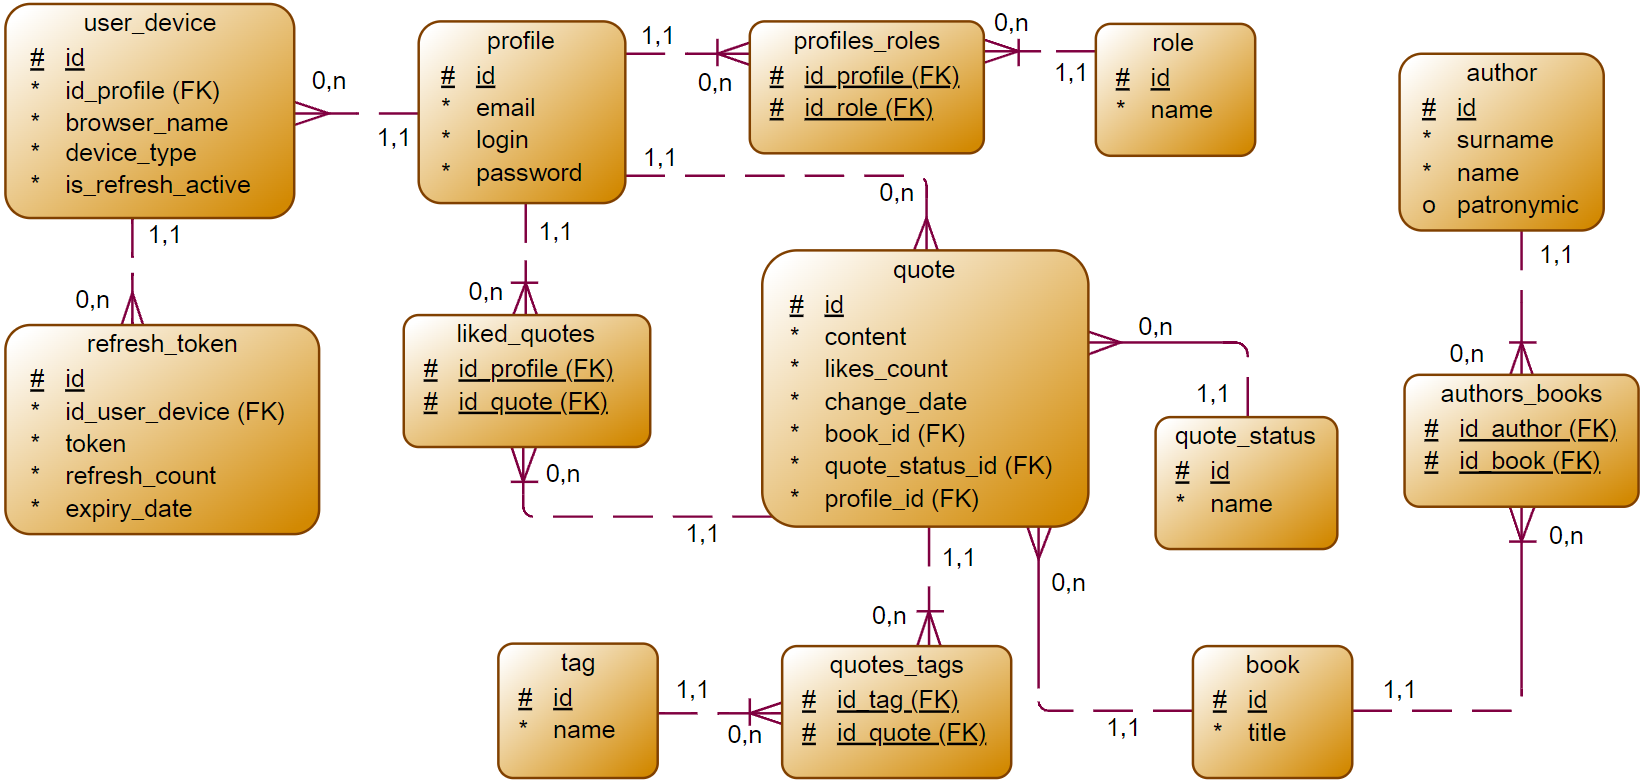 user_device
# id
* id_profile (FK)
* browser_name
* device_type
* is_refresh_active
0,n
1,1
profile
# id
* email
* login
* password
1,1
0,n
profiles_roles
# id_profile (FK)
# id_role (FK)
0,n
1,1
role
# id
* name
author
# id
* surname
* name
o patronymic
1,1
0,n
1,1
0,n
refresh_token
# id
* id_user_device (FK)
* token
* refresh_count
* expiry_date
1,1
0,n
liked_quotes
# id_profile (FK)
# id_quote (FK)
0,n
1,1
quote
# id
* content
* likes_count
* change_date
* book_id (FK)
* quote_status_id (FK)
* profile_id (FK)
0,n
1,1
quote_status
# id
* name
1,1
0,n
authors_books
# id_author (FK)
# id_book (FK)
0,n
1,1
0,n
0,n
1,1
tag
# id
* name
1,1
0,n
quotes_tags
# id_tag (FK)
# id_quote (FK)
book
# id
* title
1,1